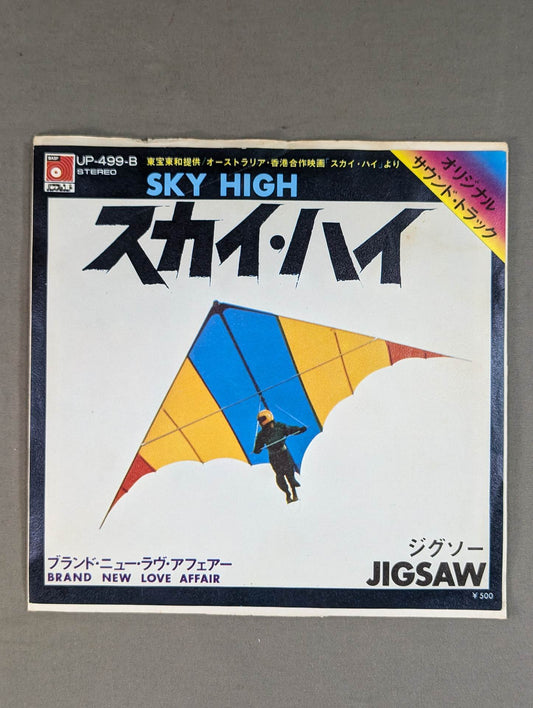 BASF
UP-499-B
STEREO
東宝東和提供/オーストラリア・香港合作映画「スカイ・ハイ」より
オリジナル
サウンド・トラック
SKY HIGH
スカイ・ハイ
ブランド・ニュー・ラヴ・アフェアー
BRAND NEW LOVE AFFAIR
ジグソー
JIGSAW
¥500